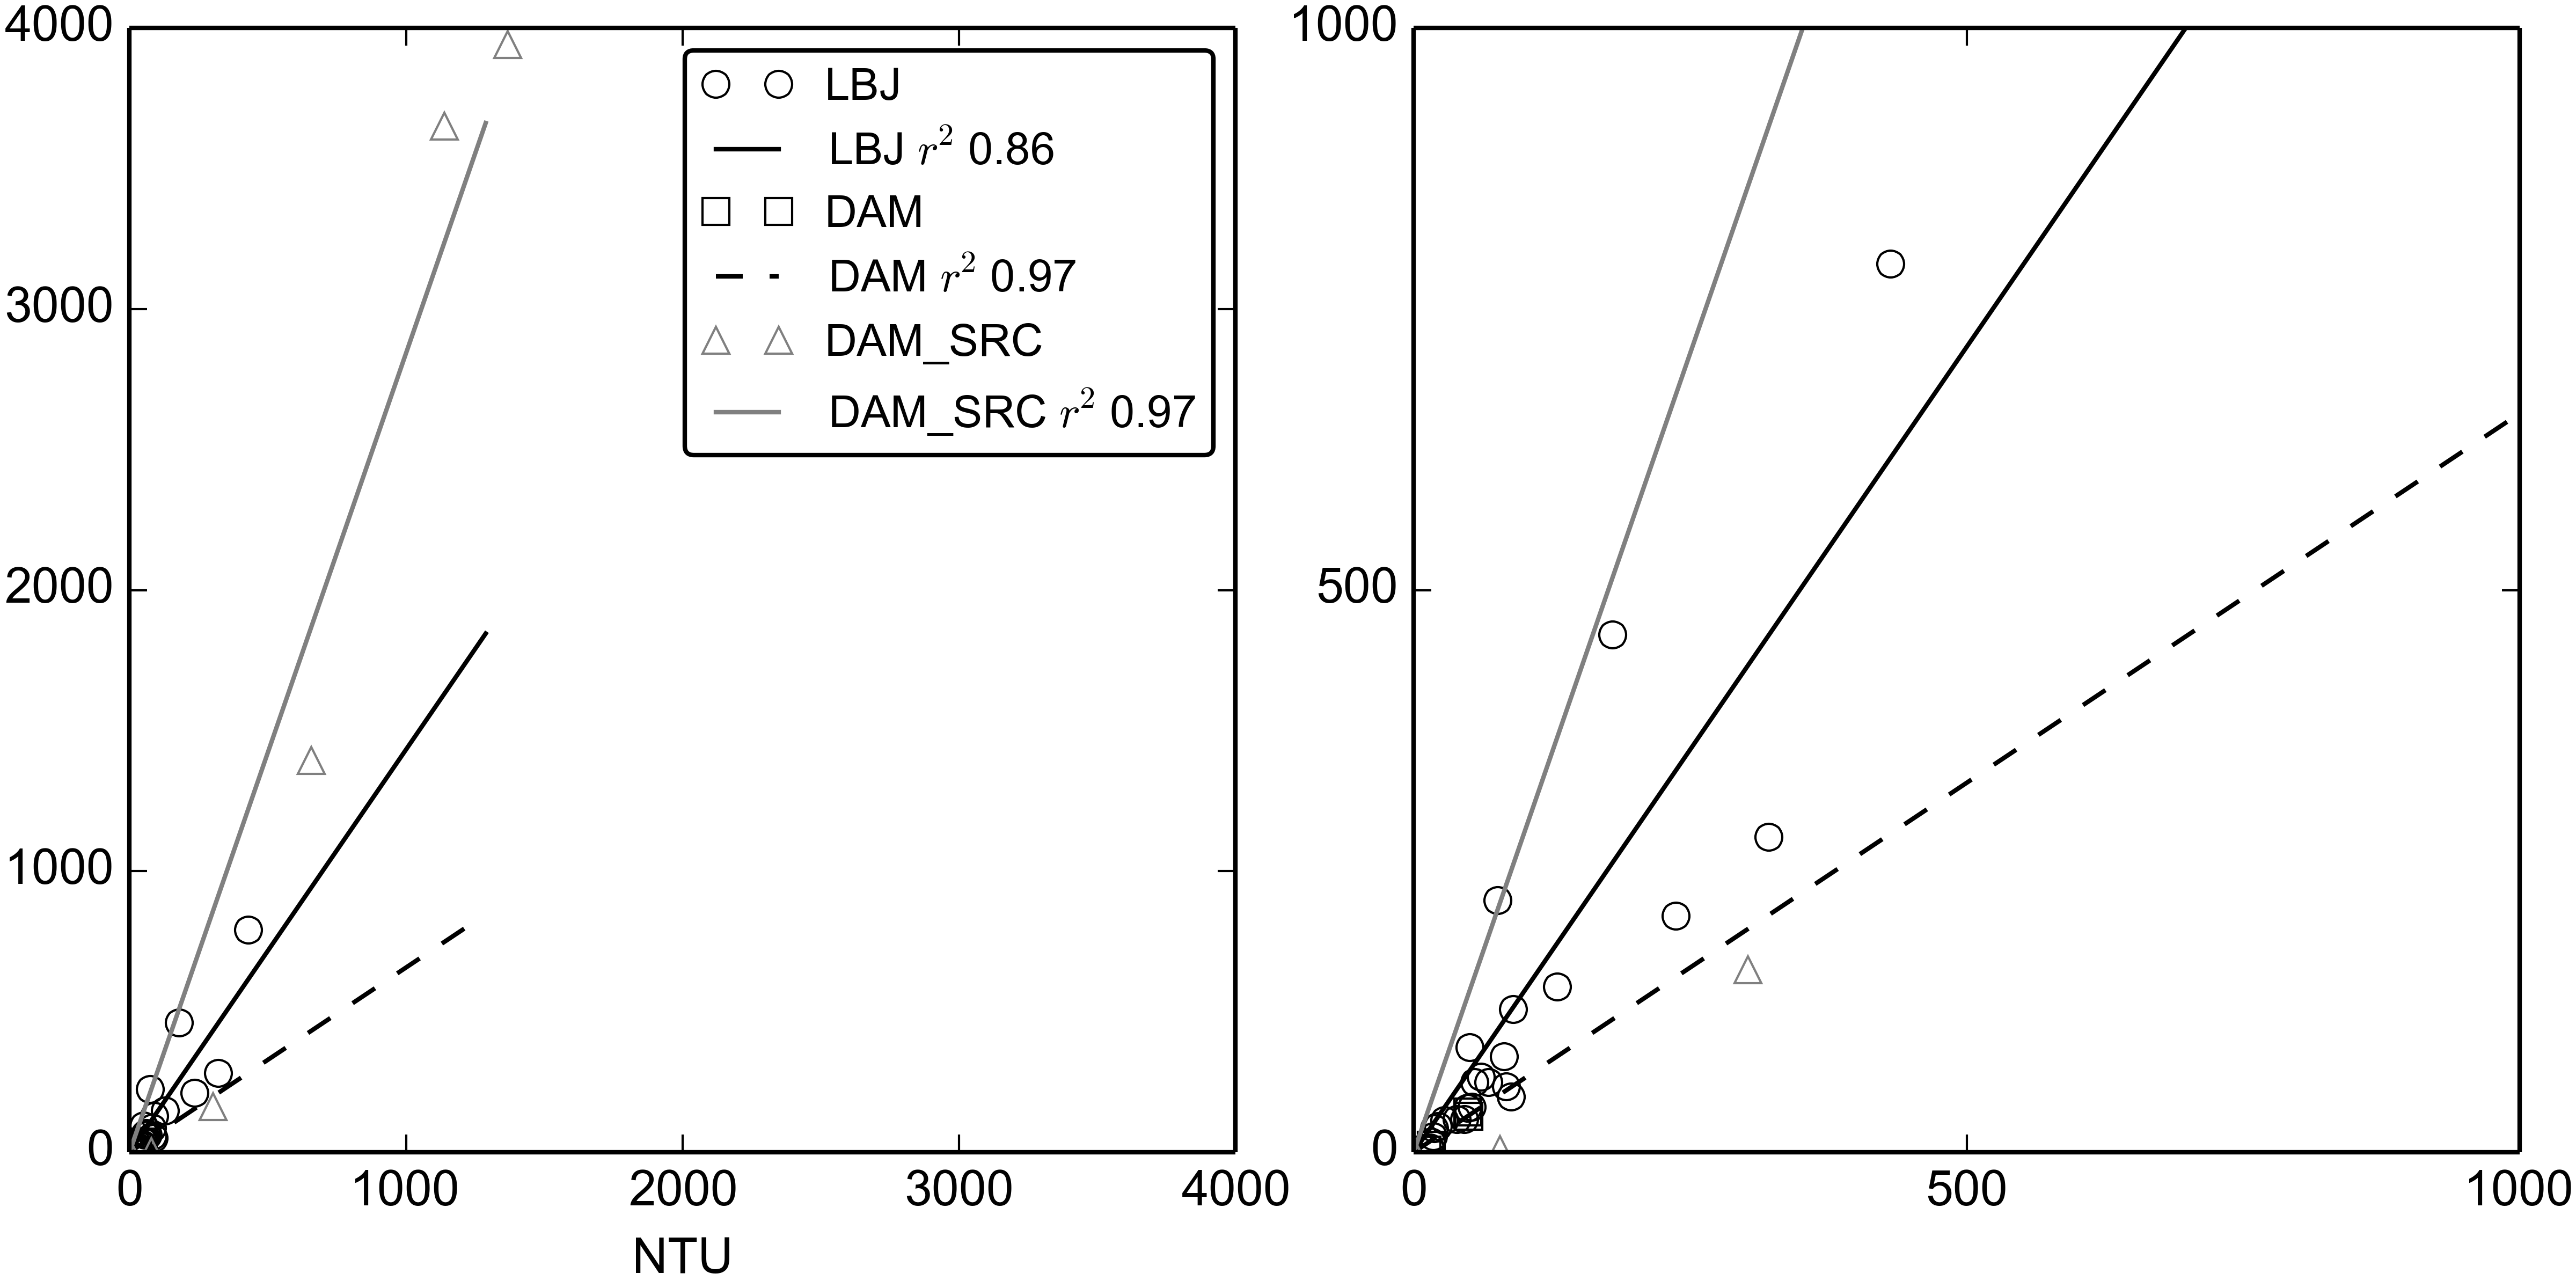 4000
3000
2000
1000
0
0 1000 2000 3000 4000
NTU
LBJ
LBJ r² 0.86
DAM
DAM r² 0.97
DAM_SRC
DAM_SRC r² 0.97
1000
500
0
0 500 1000